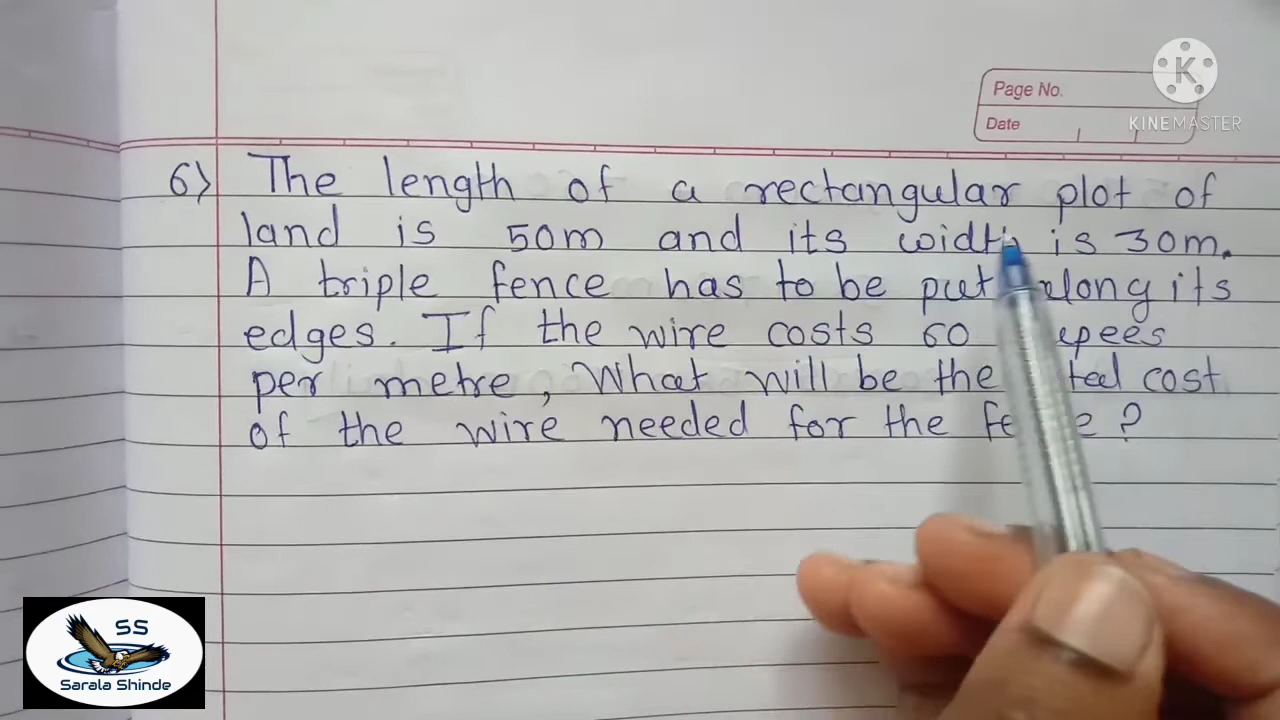 Page No.
Date
KINEMASTER
6) The length of a rectangular plot of
land is 50m and its width is 30m.
A triple fence has to be put along its
edges. If the wire costs 60
per metre, What will be the cost
of the wire needed for the ?
SS
Sarala Shinde